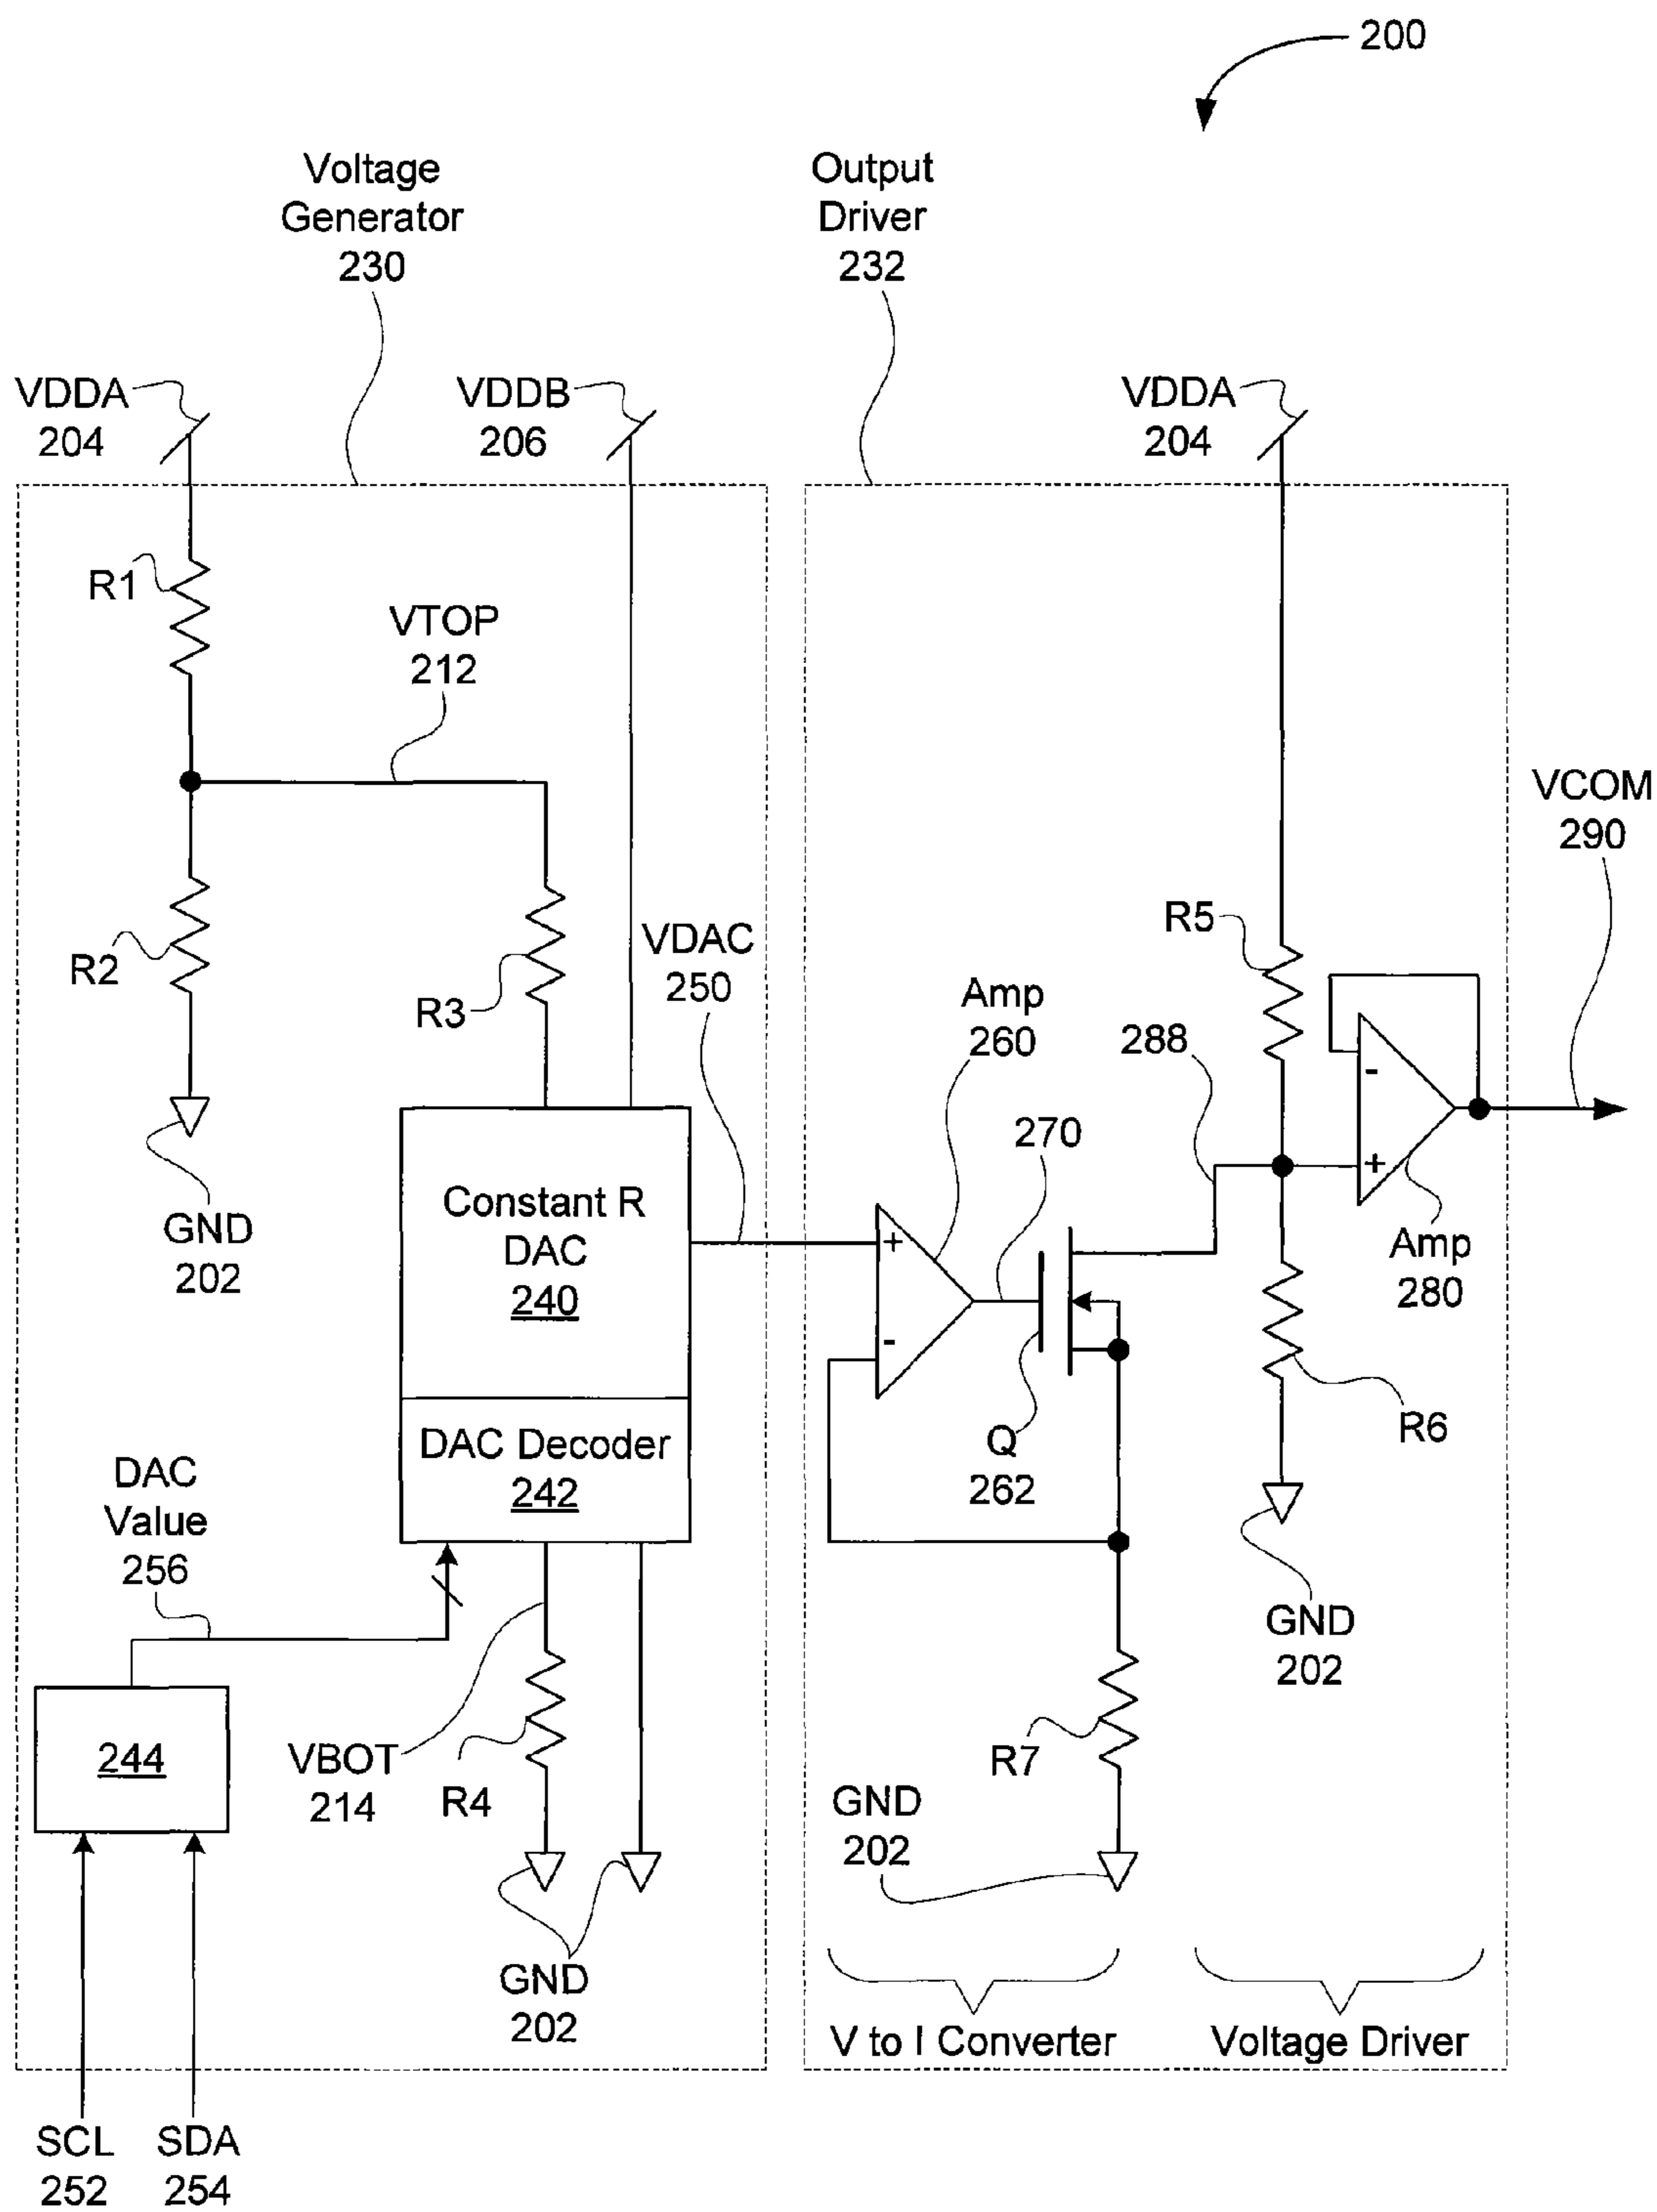 200
Voltage
Generator
230
Output
Driver
232
VDDA
204
VDDB
206
VDDA
204
R1
VTOP
212
VCOM
290
R2
R3
VDAC
250
R5
Amp
260
288
-
+
270
GND
202
Constant R
DAC
240
+
-
Amp
280
DAC Decoder
242
Q
262
R6
DAC
Value
256
GND
202
244
VBOT
214
R4
R7
GND
202
GND
202
V to I Converter
Voltage Driver
SCL
252
SDA
254